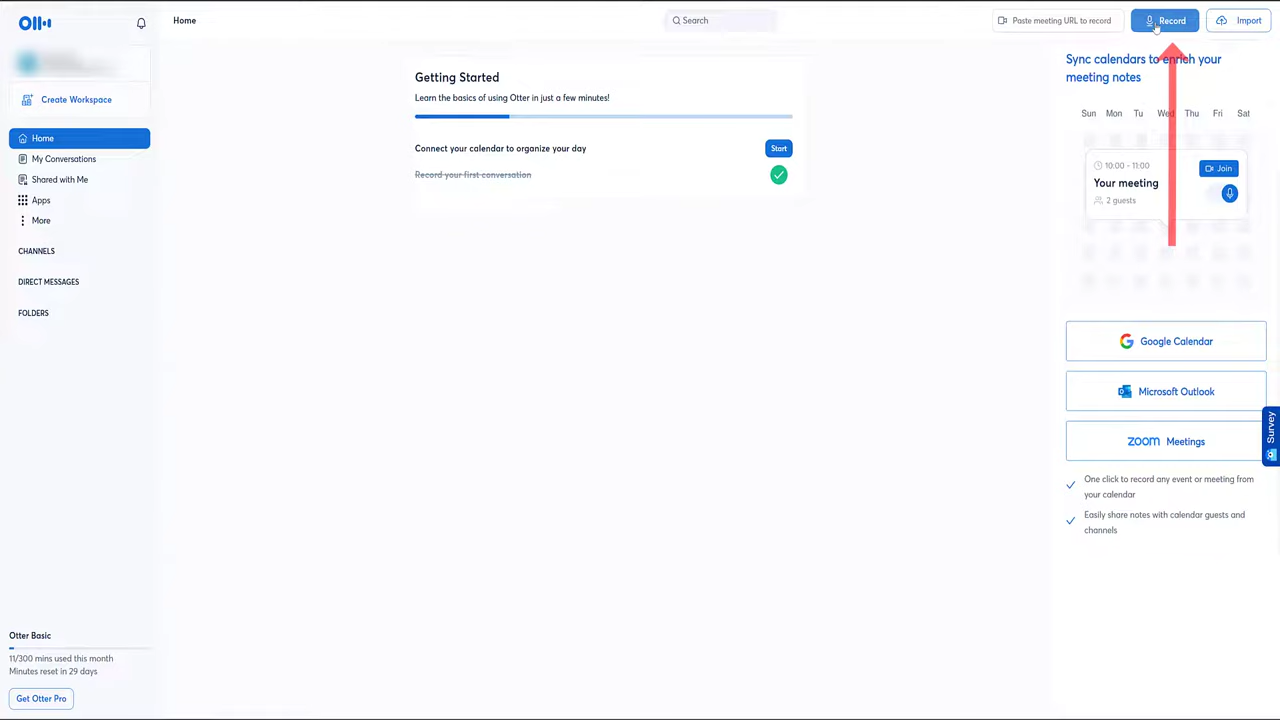 Home
Search
Paste meeting URL to record
Record
Import
Create Workspace
Home
My Conversations
Shared with Me
Apps
More
CHANNELS
DIRECT MESSAGES
FOLDERS
Otter Basic
11/300 mins used this month
Minutes reset in 29 days
Get Otter Pro
Getting Started
Learn the basics of using Otter in just a few minutes!
Connect your calendar to organize your day
Start
Record your first conversation
Sync calendars to enrich your
meeting notes
Sun Mon Tu Wed Thu Fri Sat
10:00 - 11:00
Join
Your meeting
2 guests
Google Calendar
Microsoft Outlook
zoom Meetings
One click to record any event or meeting from
your calendar
Easily share notes with calendar guests and
channels
Survey